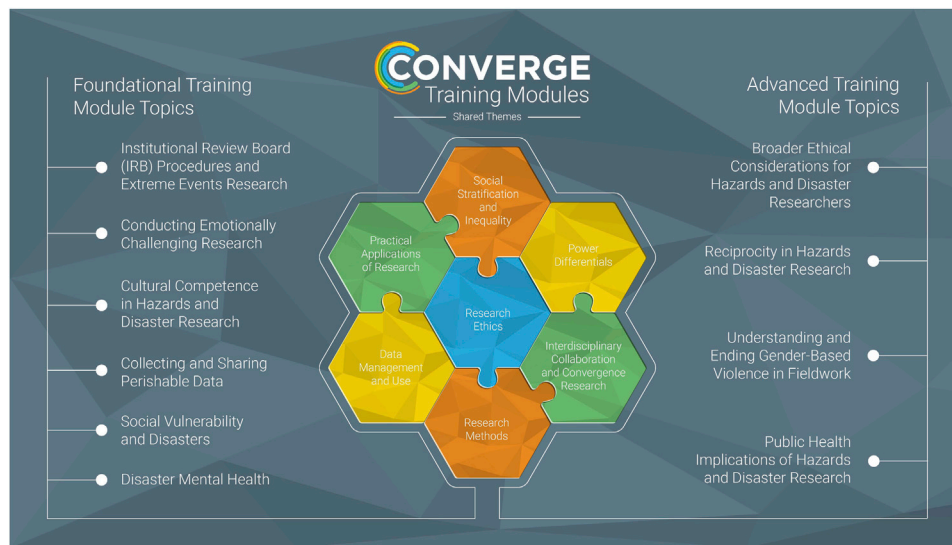 CONVERGE
Training Modules
Shared Themes
Foundational Training
Module Topics
Institutional Review Board
(IRB) Procedures and
Extreme Events Research
Conducting Emotionally
Challenging Research
Cultural Competence
in Hazards and
Disaster Research
Collecting and Sharing
Perishable Data
Social Vulnerability
and Disasters
Disaster Mental Health
Social
Stratification
and
Inequality
Practical
Applications
of Research
Power
Differentials
Research
Ethics
Data
Management
and Use
Interdisciplinary
Collaboration
and Convergence
Research
Research
Methods
Advanced Training
Module Topics
Broader Ethical
Considerations for
Hazards and Disaster
Researchers
Reciprocity in Hazards
and Disaster Research
Understanding and
Ending Gender-Based
Violence in Fieldwork
Public Health
Implications of Hazards
and Disaster Research